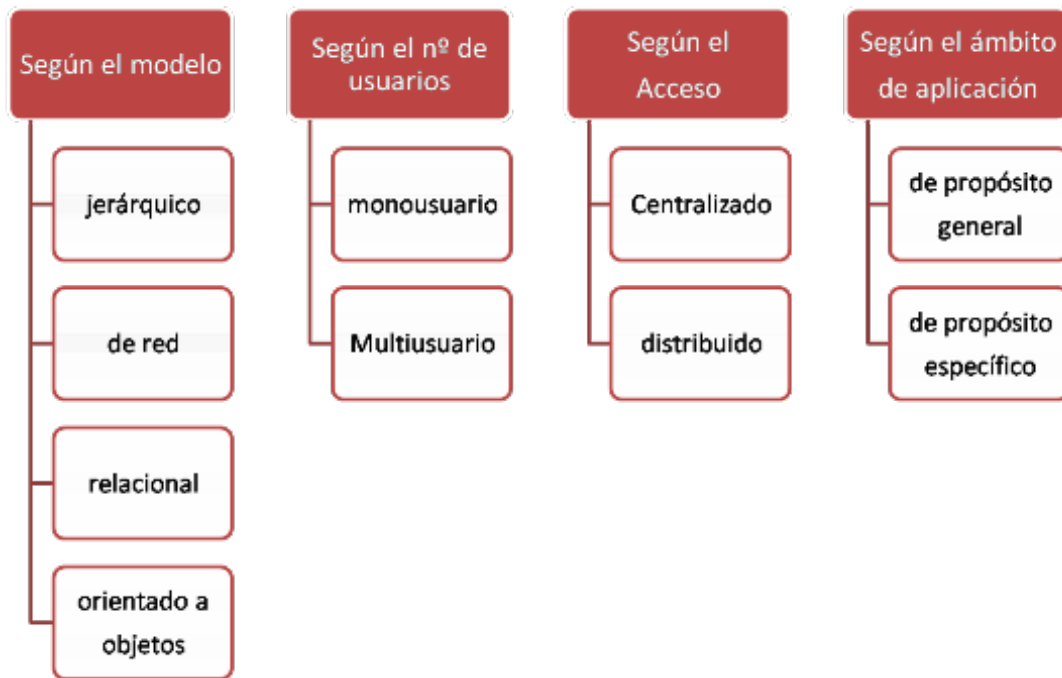 Según el modelo
jerárquico
de red
relacional
orientado a
objetos
Según el nº de
usuarios
monousuario
Multiusuario
Según el
Acceso
Centralizado
distribuido
Según el ámbito
de aplicación
de propósito
general
de propósito
específico